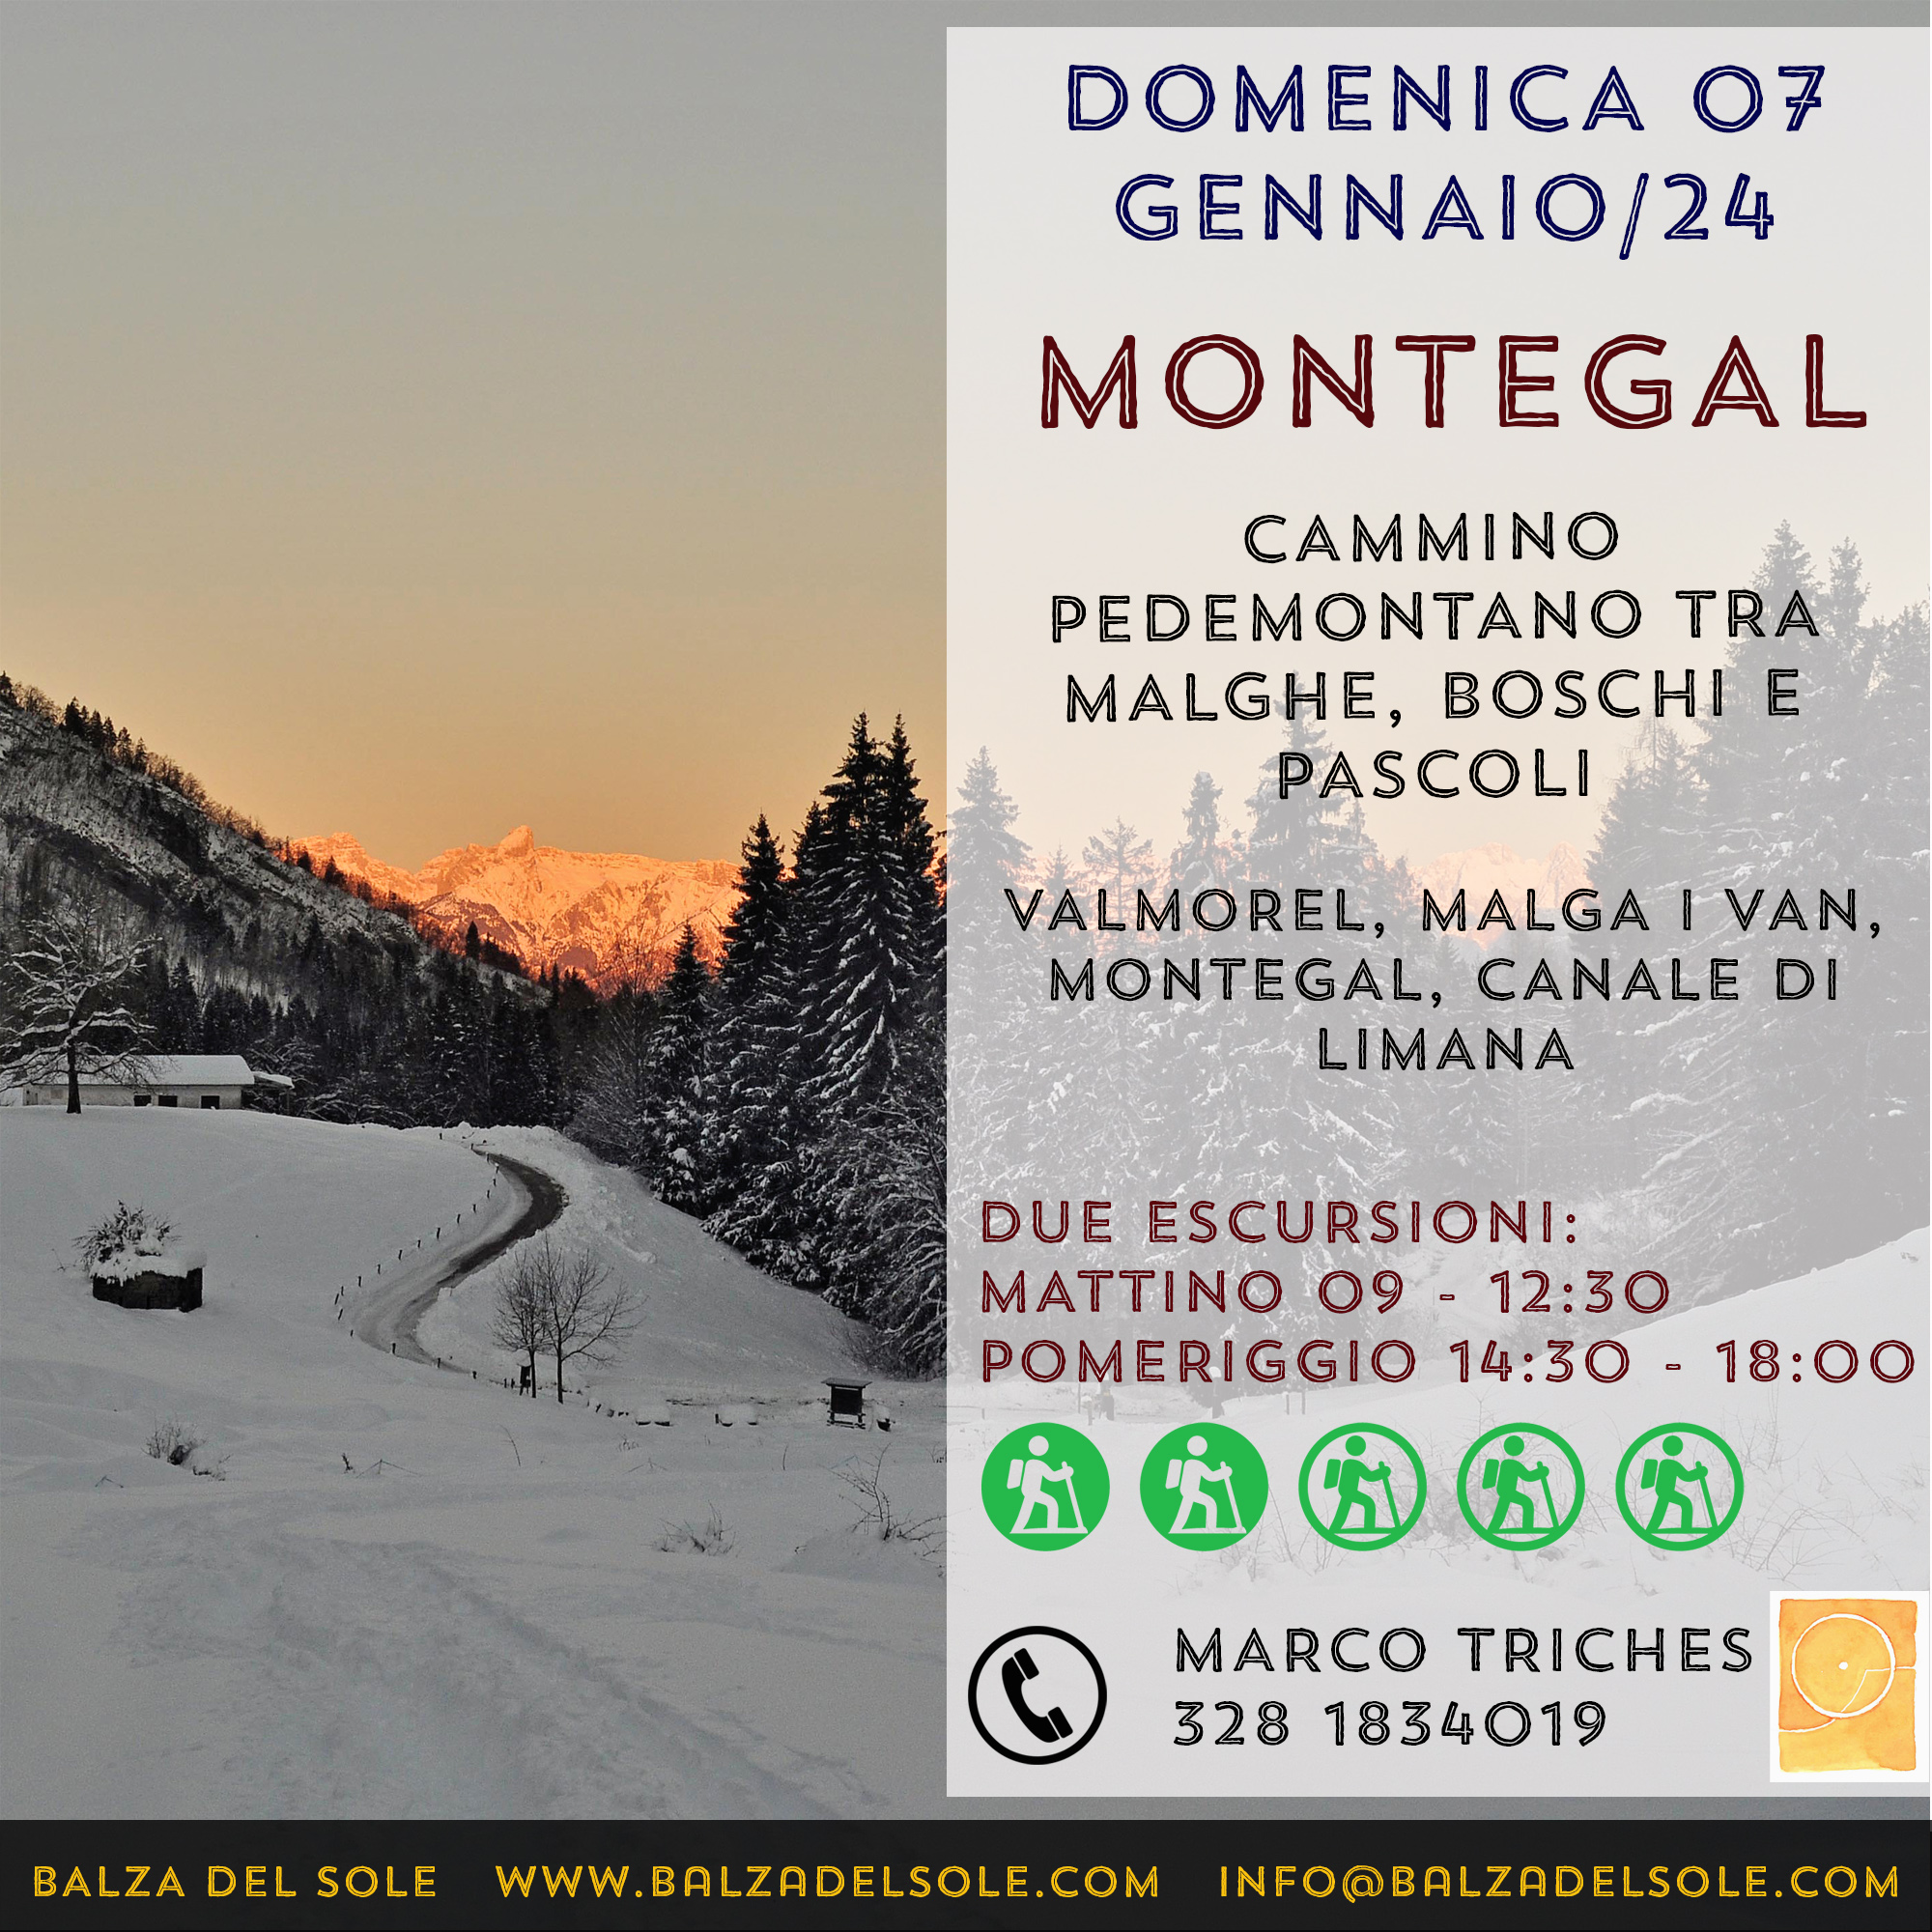 DOMENICA 07
GENNAIO/24
MONTEGAL
CAMMINO
PEDEMONTANO TRA
MALGHE, BOSCHI E
PASCOLI
VALMOREL, MALGA I VAN,
MONTEGAL, CANALE DI
LIMANA
DUE ESCURSIONI:
MATTINO 09 - 12:30
POMERIGGIO 14:30 - 18:00
MARCO TRICHES
328 1834019
BALZA DEL SOLE WWW.BALZADELSOLE.COM INFO@BALZADELSOLE.COM